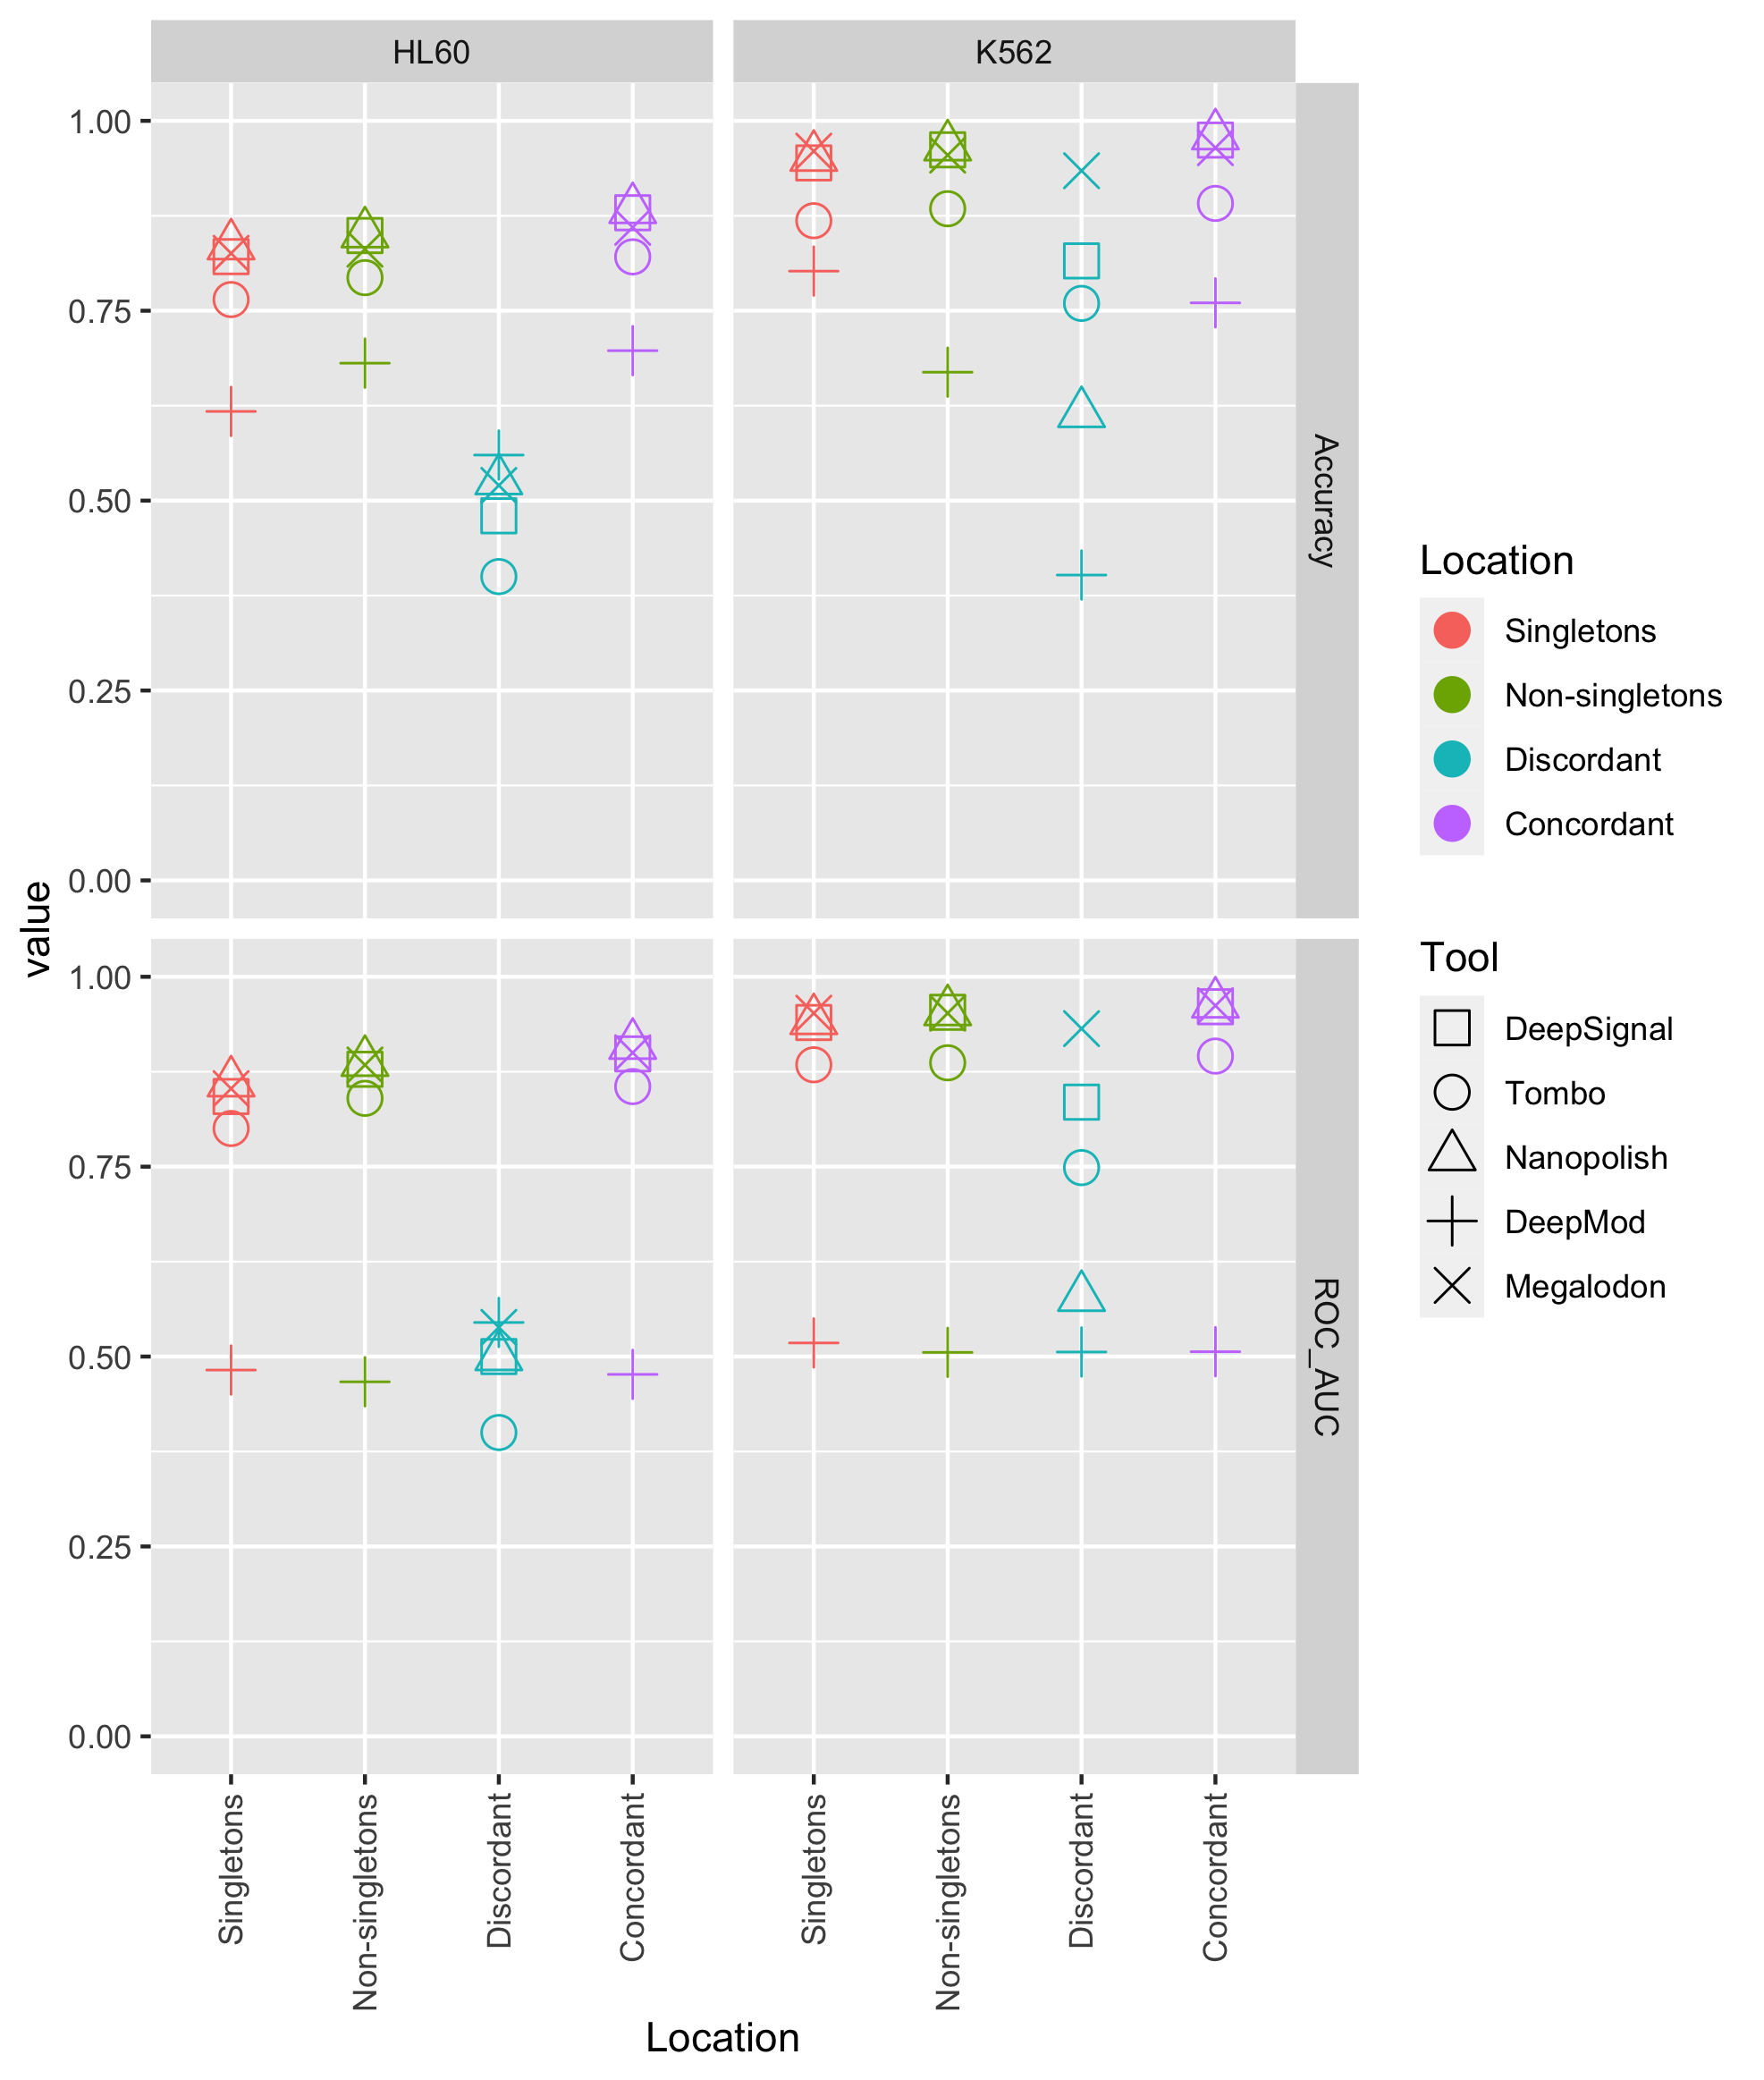 HL60
K562
1.00
0.75
0.50
0.25
0.00
Accuracy
1.00
0.75
0.50
0.25
0.00
ROC_AUC
value
Singletons
Non-singletons
Discordant
Concordant
Singletons
Non-singletons
Discordant
Concordant
Location
Location
Singletons
Non-singletons
Discordant
Concordant
Tool
DeepSignal
Tombo
Nanopolish
DeepMod
Megalodon